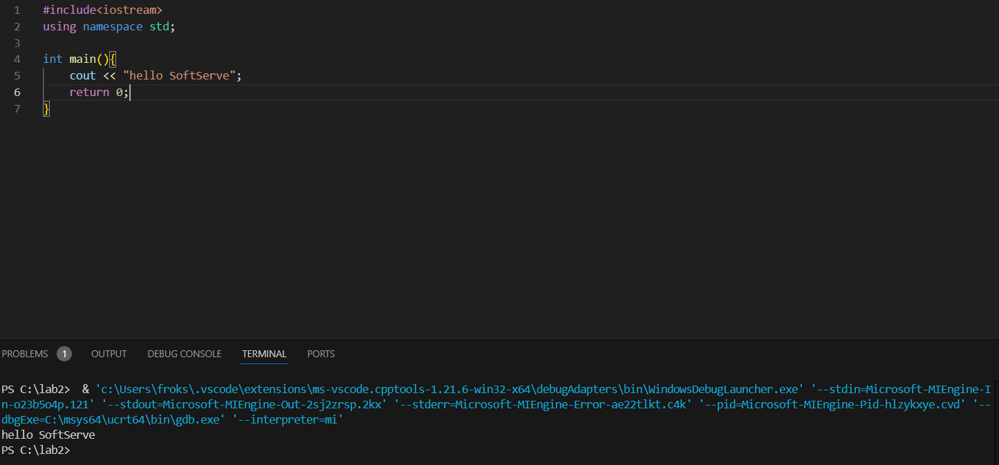 1 #include<iostream>
2 using namespace std;
3
4 int main(){
5 cout << "hello SoftServe";
6 return 0;
7 }
PROBLEMS 1 OUTPUT DEBUG CONSOLE TERMINAL PORTS
PS C:\lab2>  & 'c:\Users\froks\.vscode\extensions\ms-vscode.cpptools-1.21.6-win32-x64\debugAdapters\bin\WindowsDebugLauncher.exe' '--stdin=Microsoft-MIEngine-I
n-o23b5o4p.121' '--stdout=Microsoft-MIEngine-Out-2sj2zrsp.2kx' '--stderr=Microsoft-MIEngine-Error-ae22tlkt.c4k' '--pid=Microsoft-MIEngine-Pid-hlzykxye.cvd' '--
dbgExe=C:\msys64\ucrt64\bin\gdb.exe' '--interpreter=mi'
hello SoftServe
PS C:\lab2>